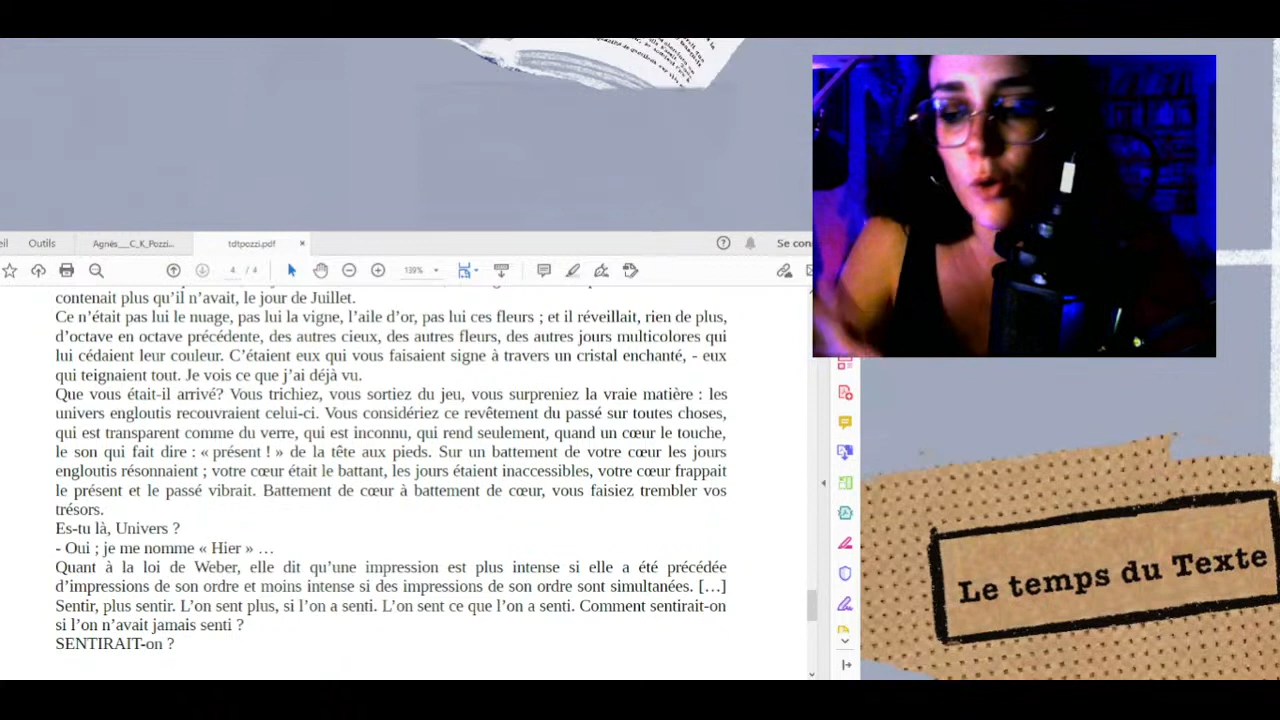 eil Outils Agnès___C_K_Pozzi... tdtpozzi.pdf × Se con
4 / 4 139%
contenait plus qu’il n’avait, le jour de Juillet.
Ce n’était pas lui le nuage, pas lui la vigne, l’aile d’or, pas lui ces fleurs ; et il réveillait, rien de plus,
d’octave en octave précédente, des autres cieux, des autres fleurs, des autres jours multicolores qui
lui cédaient leur couleur. C’étaient eux qui vous faisaient signe à travers un cristal enchanté, - eux
qui teignaient tout. Je vois ce que j’ai déjà vu.
Que vous était-il arrivé? Vous trichiez, vous sortiez du jeu, vous surpreniez la vraie matière : les
univers engloutis recouvraient celui-ci. Vous considériez ce revêtement du passé sur toutes choses,
qui est transparent comme du verre, qui est inconnu, qui rend seulement, quand un cœur le touche,
le son qui fait dire : « présent ! » de la tête aux pieds. Sur un battement de votre cœur les jours
engloutis résonnaient ; votre cœur était le battant, les jours étaient inaccessibles, votre cœur frappait
le présent et le passé vibrait. Battement de cœur à battement de cœur, vous faisiez trembler vos
trésors.
Es-tu là, Univers ?
- Oui ; je me nomme « Hier » …
Quant à la loi de Weber, elle dit qu’une impression est plus intense si elle a été précédée
d’impressions de son ordre et moins intense si des impressions de son ordre sont simultanées. […]
Sentir, plus sentir. L’on sent plus, si l’on a senti. L’on sent ce que l’on a senti. Comment sentirait-on
si l’on n’avait jamais senti ?
SENTIRAIT-on ?
Le temps du Texte